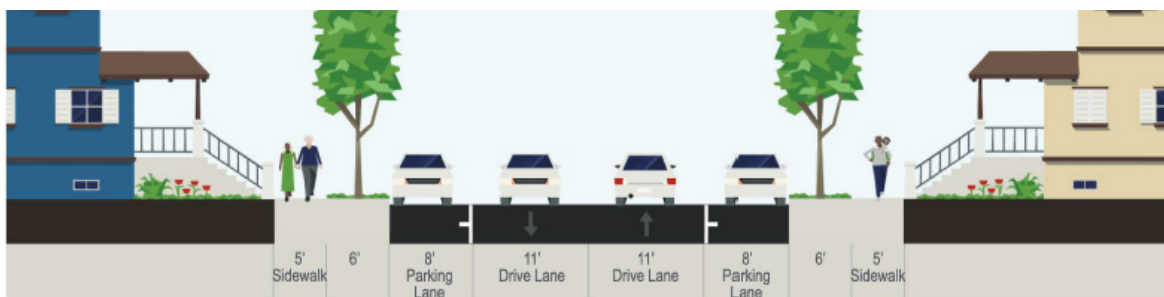 5'
Sidewalk
6'
8'
Parking
Lane
11'
Drive Lane
11'
Drive Lane
8'
Parking
Lane
6'
5'
Sidewalk